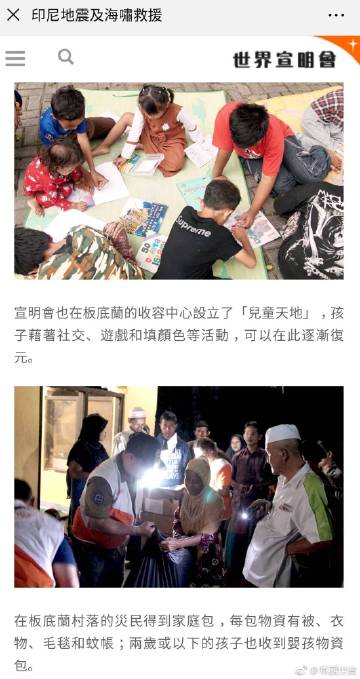 印尼地震及海嘯救援
世界宣明會
Supreme
宣明會也在板底蘭的收容中心設立了「兒童天地」，孩
子藉著社交、遊戲和填顏色等活動，可以在此逐漸復
元。
在板底蘭村落的災民得到家庭包，每包物資有被、衣
物、毛毯和蚊帳；兩歲或以下的孩子也收到嬰孩物資
包。